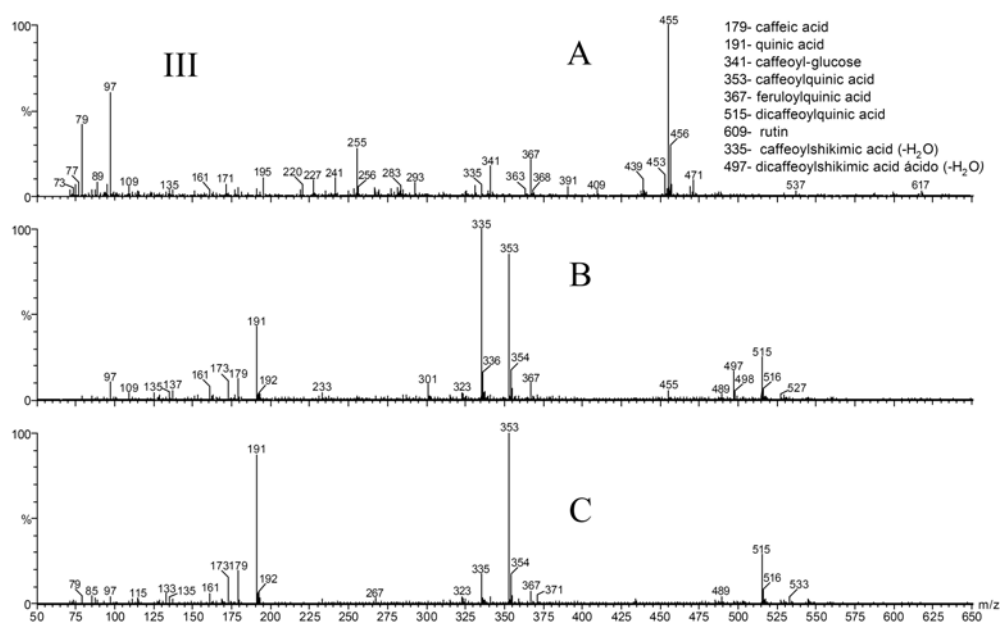 III
A
179- caffeic acid
191- quinic acid
341- caffeoyl-glucose
353- caffeoylquinic acid
367- feruloylquinic acid
515- dicaffeoylquinic acid
609- rutin
335- caffeoylshikimic acid (-H₂O)
497- dicaffeoylshikimic acid ácido (-H₂O)
100
%
0
73 77 79 89 97 109 135 161 171 195 220 227 241 255 256 283 293 335 341 363 367 368 391 409 439 453 455 456 471 537 617
B
100
%
0
97 109 135 137 161 173 179 191 192 233 301 323 335 336 353 354 367 455 489 497 498 515 516 527
C
100
%
0
79 85 97 115 133 135 161 173 179 191 192 267 323 335 353 354 367 371 489 515 516 533
50 75 100 125 150 175 200 225 250 275 300 325 350 375 400 425 450 475 500 525 550 575 600 625 650 m/z